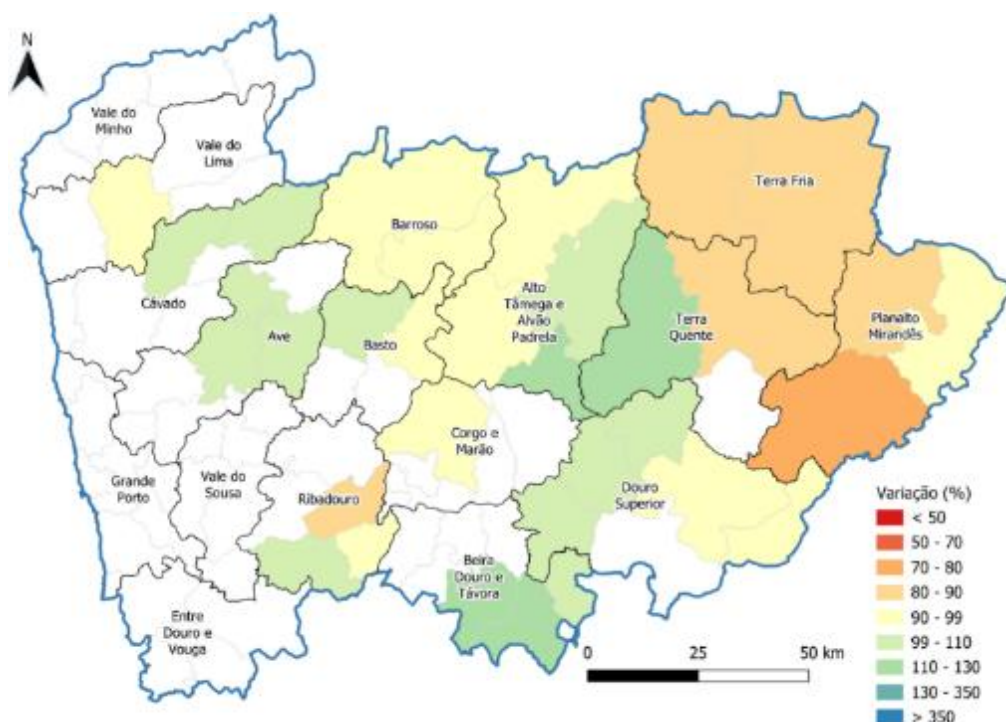 N
Vale do
Minho
Vale do
Lima
Terra Fria
Barroso
Cávado
Alto
Tâmega e
Alvão
Padrela
Terra
Quente
Planalto
Mirandês
Ave
Basto
Corgo e
Marão
Grande
Porto
Vale do
Sousa
Ribadouro
Douro
Superior
Beira
Douro e
Távora
Entre
Douro e
Vouga
0
25
50 km
Variação (%)
< 50
50 - 70
70 - 80
80 - 90
90 - 99
99 - 110
110 - 130
130 - 350
> 350